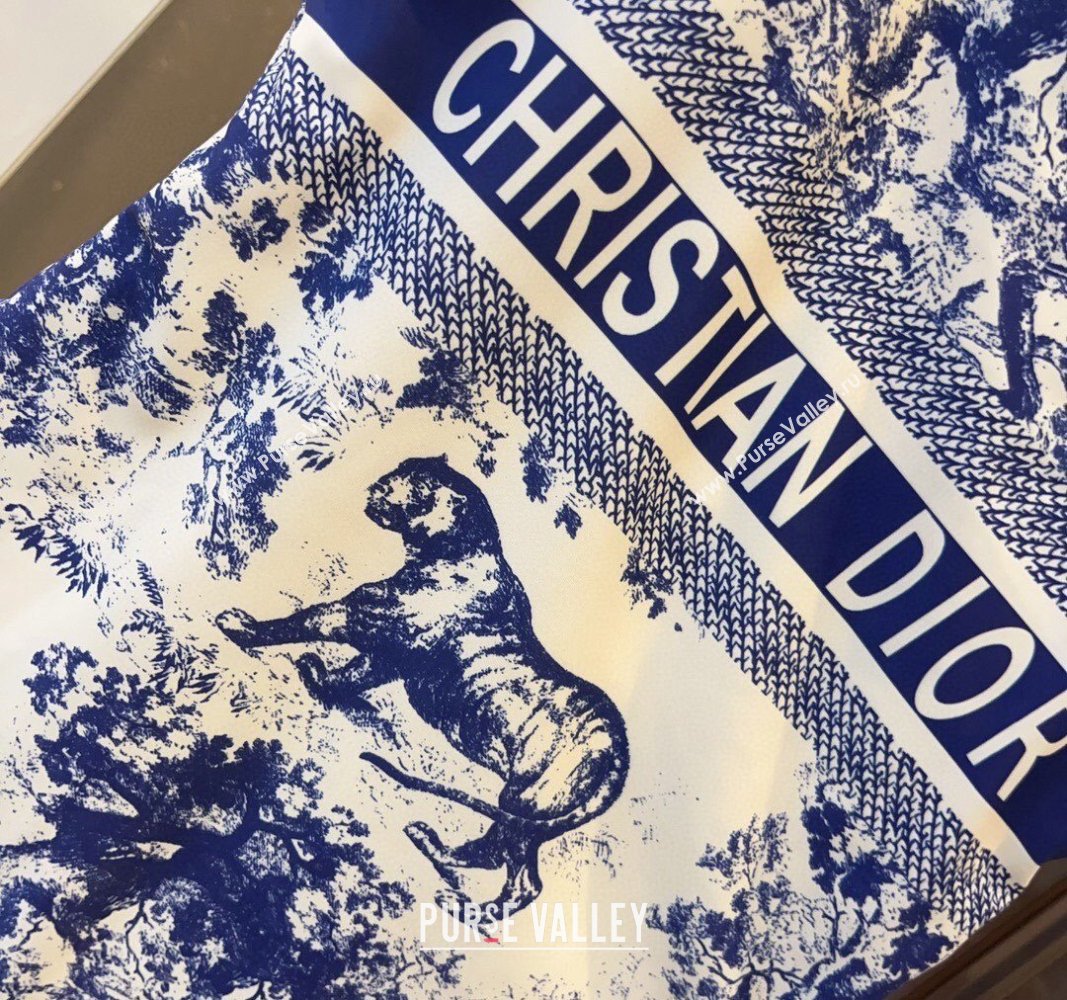 CHRISTIAN DIOR
www.PurseValley.ru
PURSE VALLEY